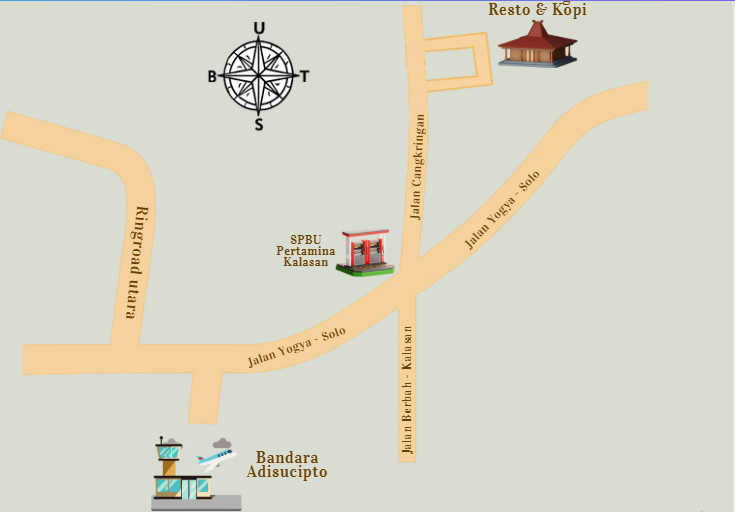 Resto & Kopi
U
B
T
S
Jalan Cangkringan
Jalan Yogya - Solo
Ringroad utara
SPBU
Pertamina
Kalasan
Jalan Yogya - Solo
Jalan Berbah - Kalasan
Bandara
Adisucipto